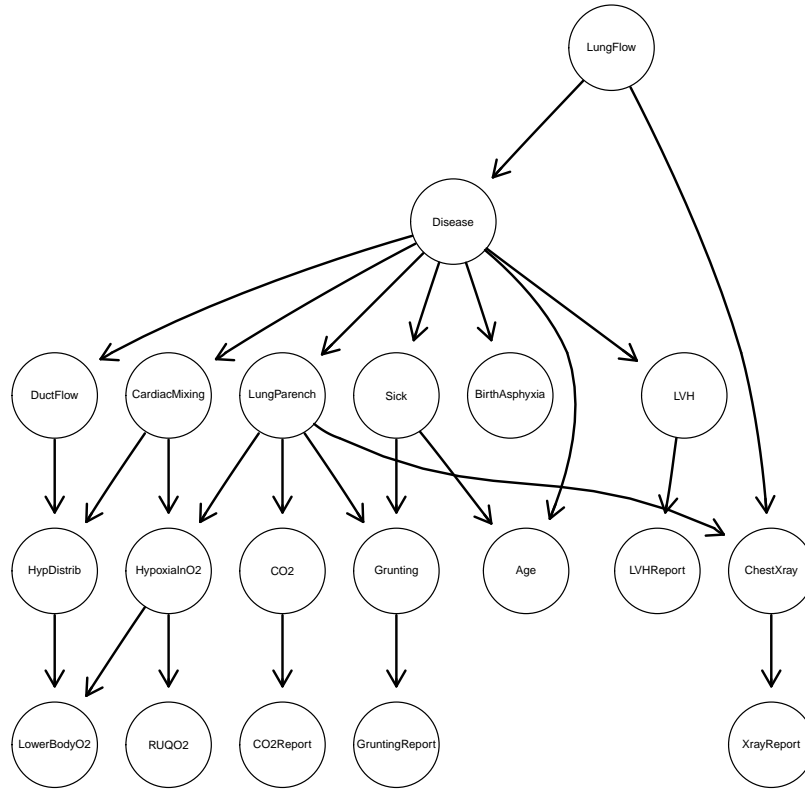 LungFlow
Disease
DuctFlow
CardiacMixing
LungParench
Sick
BirthAsphyxia
LVH
HypDistrib
HypoxiaInO2
CO2
Grunting
Age
LVHReport
ChestXray
LowerBodyO2
RUQO2
CO2Report
GruntingReport
XrayReport